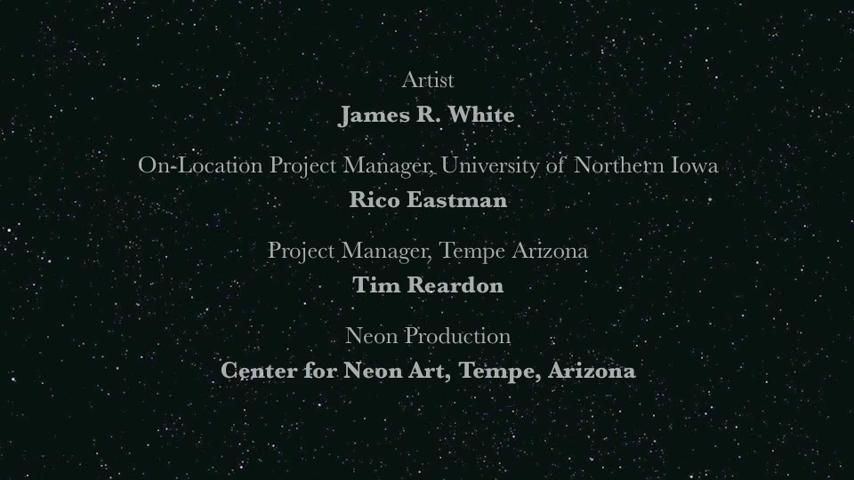 Artist
James R. White
On-Location Project Manager, University of Northern Iowa
Rico Eastman
Project Manager, Tempe Arizona
Tim Reardon
Neon Production
Center for Neon Art, Tempe, Arizona